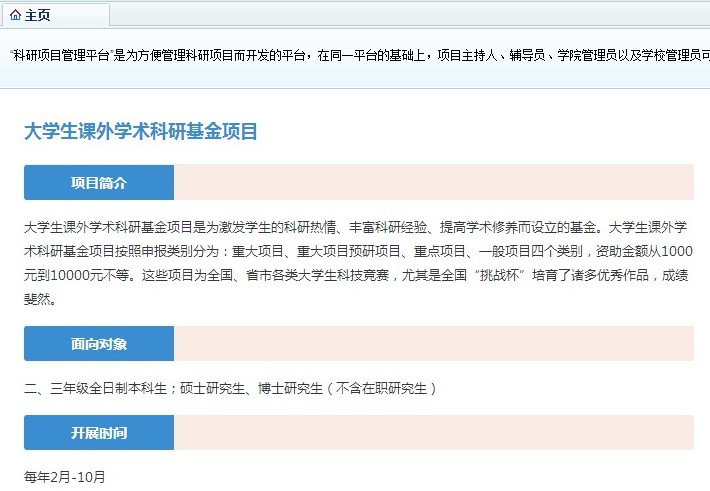 主页
“科研项目管理平台”是为方便管理科研项目而开发的平台，在同一平台的基础上，项目主持人、辅导员、学院管理员以及学校管理员可
大学生课外学术科研基金项目
项目简介
大学生课外学术科研基金项目是为激发学生的科研热情、丰富科研经验、提高学术修养而设立的基金。大学生课外学
术科研基金项目按照申报类别分为：重大项目、重大项目预研项目、重点项目、一般项目四个类别，资助金额从1000
元到10000元不等。这些项目为全国、省市各类大学生科技竞赛，尤其是全国“挑战杯”培育了诸多优秀作品，成绩
斐然。
面向对象
二、三年级全日制本科生；硕士研究生、博士研究生（不含在职研究生）
开展时间
每年2月-10月